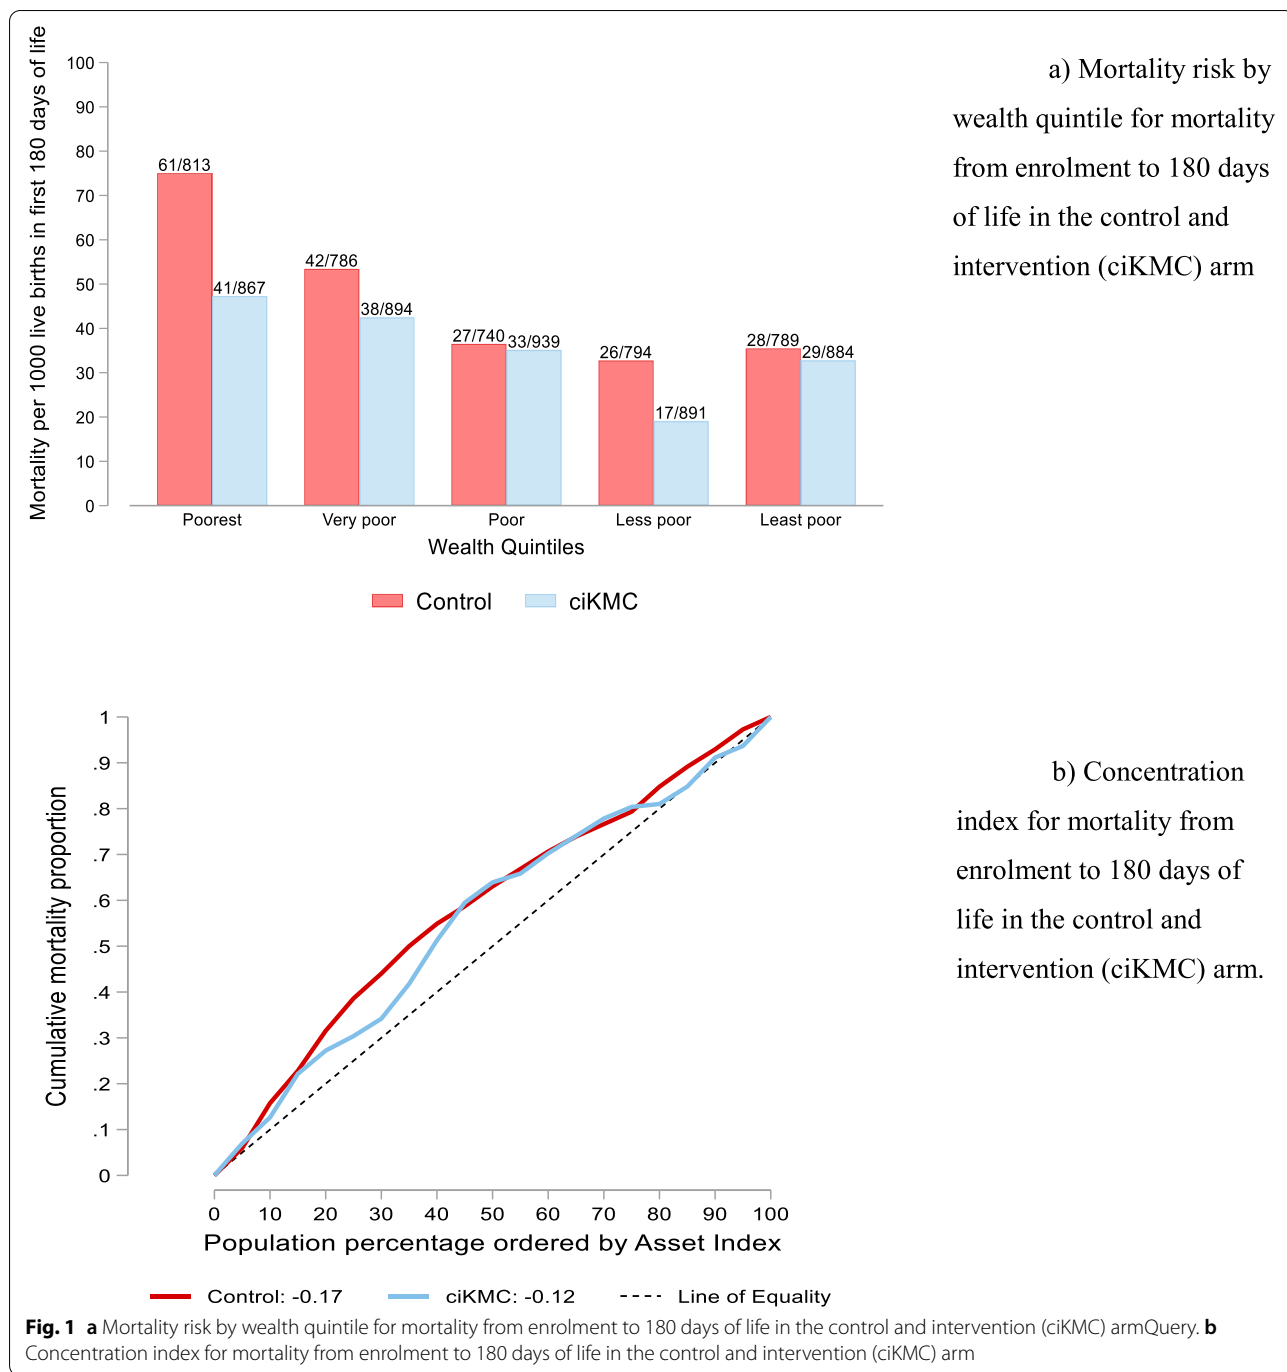 Mortality per 1000 live births in first 180 days of life
100
90
80
70
60
50
40
30
20
10
0
61/813
41/867
42/786
38/894
27/740
33/939
26/794
17/891
28/789
29/884
Poorest
Very poor
Poor
Less poor
Least poor
Wealth Quintiles
Control
ciKMC
a) Mortality risk by
wealth quintile for mortality
from enrolment to 180 days
of life in the control and
intervention (ciKMC) arm
Cumulative mortality proportion
1
.9
.8
.7
.6
.5
.4
.3
.2
.1
0
0
10
20
30
40
50
60
70
80
90
100
Population percentage ordered by Asset Index
Control: -0.17
ciKMC: -0.12
Line of Equality
b) Concentration
index for mortality from
enrolment to 180 days of
life in the control and
intervention (ciKMC) arm.
Fig. 1 a Mortality risk by wealth quintile for mortality from enrolment to 180 days of life in the control and intervention (ciKMC) armQuery. b
Concentration index for mortality from enrolment to 180 days of life in the control and intervention (ciKMC) arm